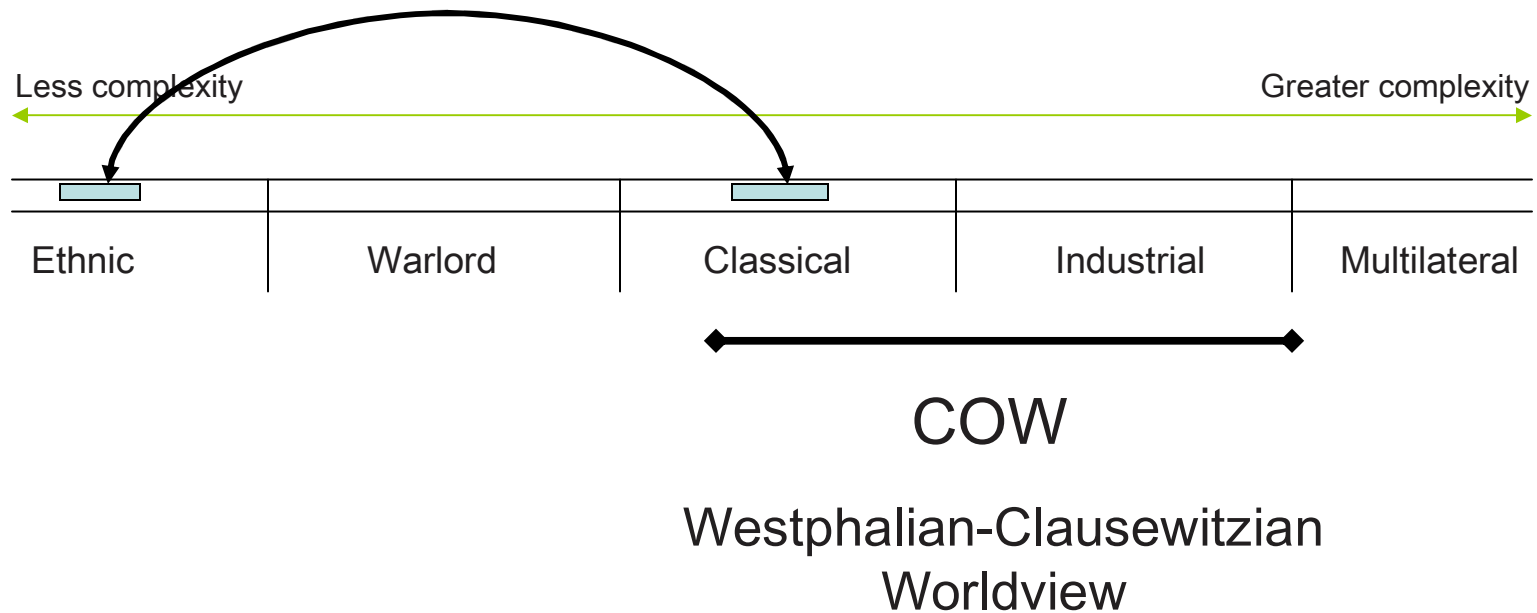 Less complexity
Greater complexity
Ethnic
Warlord
Classical
Industrial
Multilateral
COW
Westphalian-Clausewitzian
Worldview